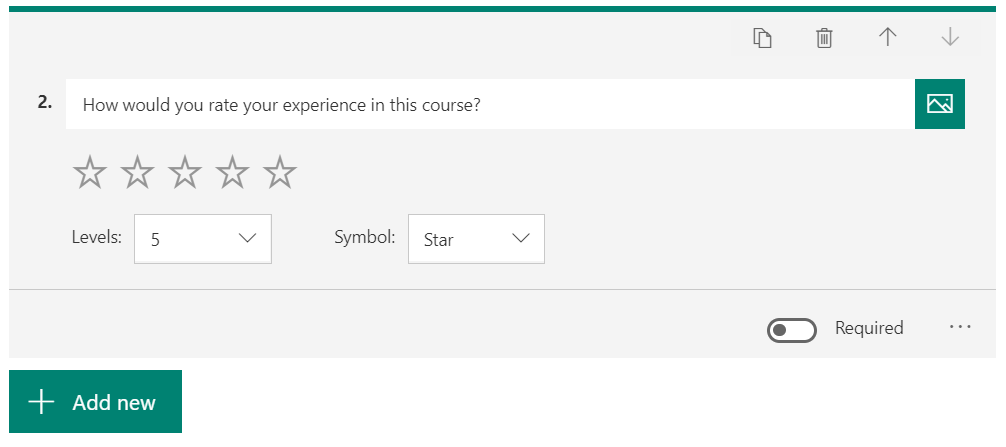 2. How would you rate your experience in this course?
Levels: 5 Symbol: Star
Required
Add new